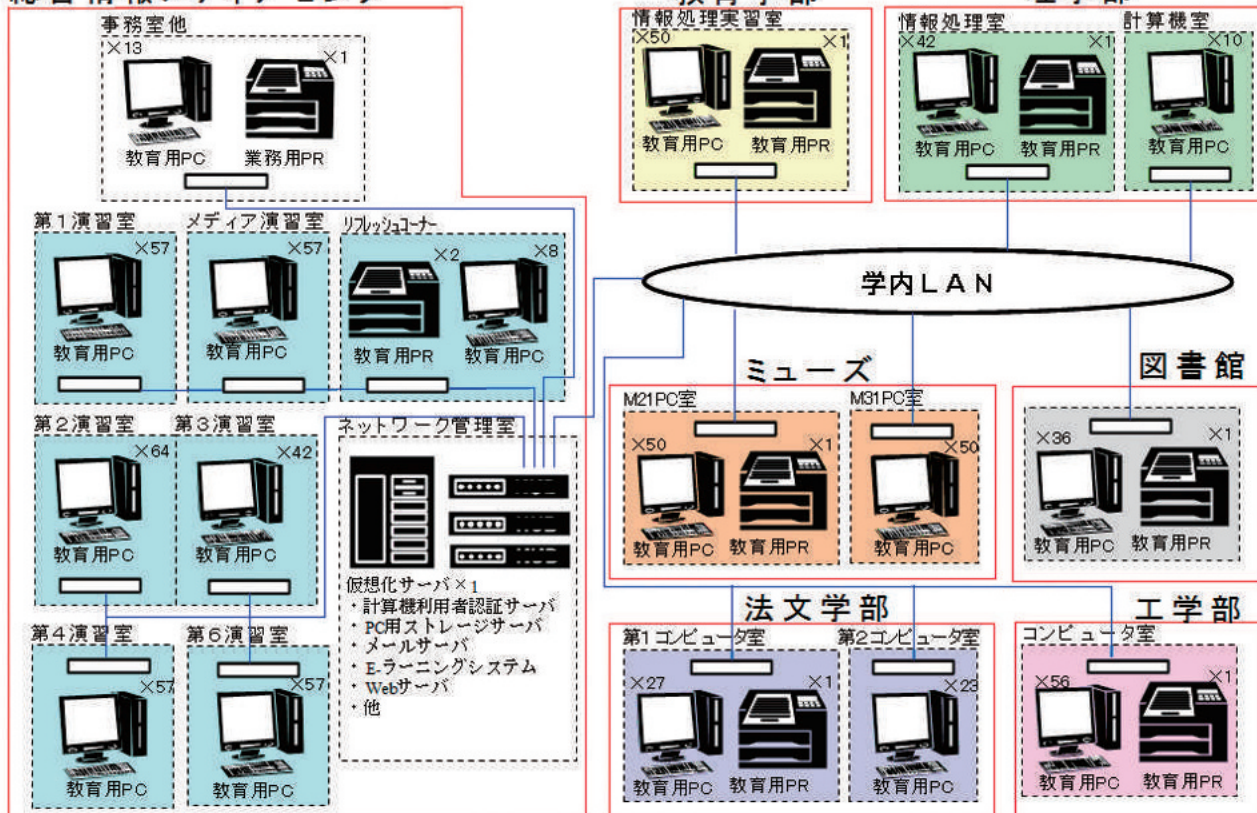 事務室他
×13
×1
教育用PC
業務用PR
第1演習室
×57
教育用PC
メディア演習室
×57
教育用PC
リフレッシュコーナー
×2
×8
教育用PR
教育用PC
第2演習室
×64
教育用PC
第3演習室
×42
教育用PC
第4演習室
×57
教育用PC
第6演習室
×57
教育用PC
ネットワーク管理室
仮想化サーバ×1
・計算機利用者認証サーバ
・PC用ストレージサーバ
・メールサーバ
・E-ラーニングシステム
・Webサーバ
・他
情報処理実習室
×50
×1
教育用PC
教育用PR
情報処理室
×42
×1
教育用PC
教育用PR
計算機室
×10
教育用PC
学内LAN
ミューズ
M21PC室
×50
×1
教育用PC
教育用PR
M31PC室
×50
教育用PC
図書館
×36
×1
教育用PC
教育用PR
法文学部
第1コンピュータ室
×27
×1
教育用PC
教育用PR
第2コンピュータ室
×23
教育用PC
工学部
コンピュータ室
×56
×1
教育用PC
教育用PR